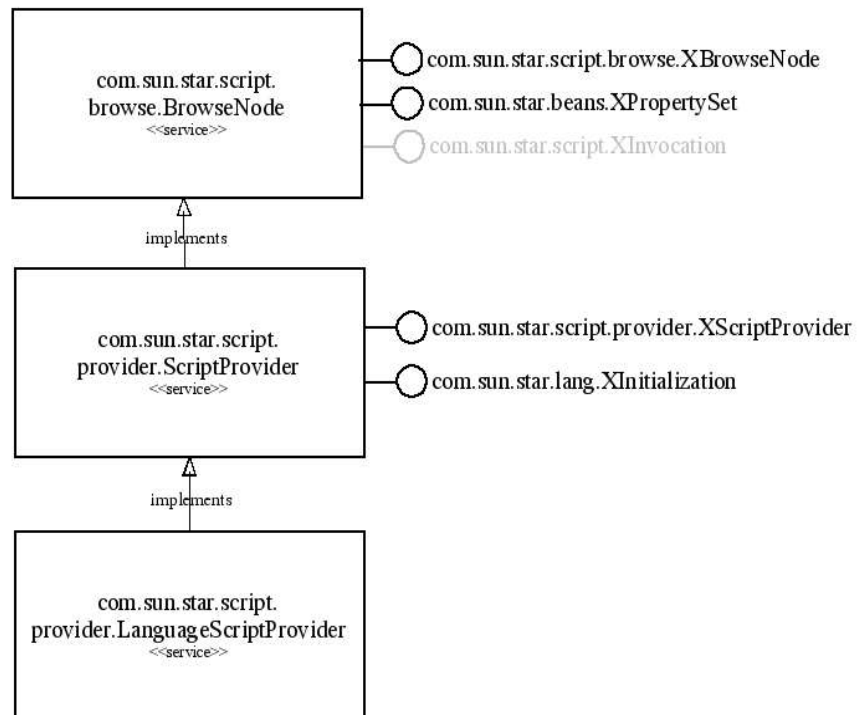 com.sun.star.script.
browse.BrowseNode
<<service>>
com.sun.star.script.browse.XBrowseNode
com.sun.star.beans.XPropertySet
com.sun.star.script.XInvocation
implements
com.sun.star.script.
provider.ScriptProvider
<<service>>
com.sun.star.script.provider.XScriptProvider
com.sun.star.lang.XInitialization
implements
com.sun.star.script.
provider.LanguageScriptProvider
<<service>>